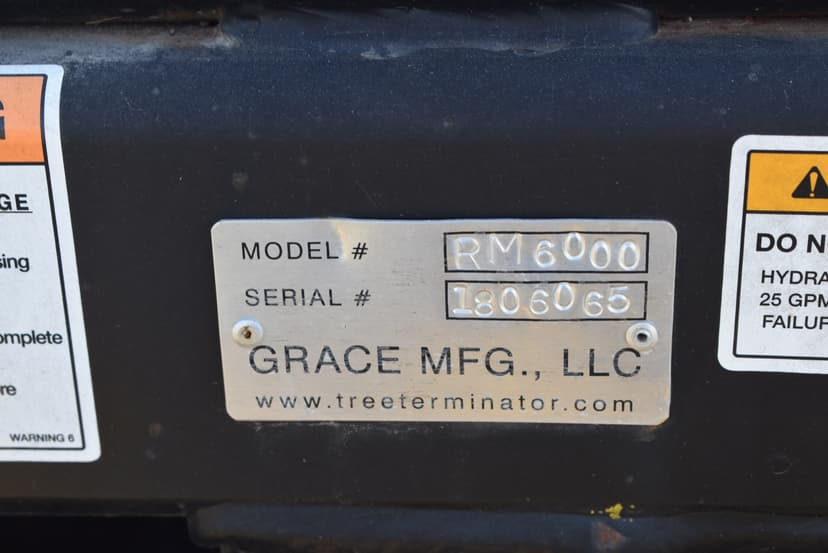 G
GE
sing
omplete
re
WARNING 6
MODEL # RM6000
SERIAL # 1806065
GRACE MFG., LLC
www.treeterminator.com
DO N
HYDRA
25 GPM
FAILUR